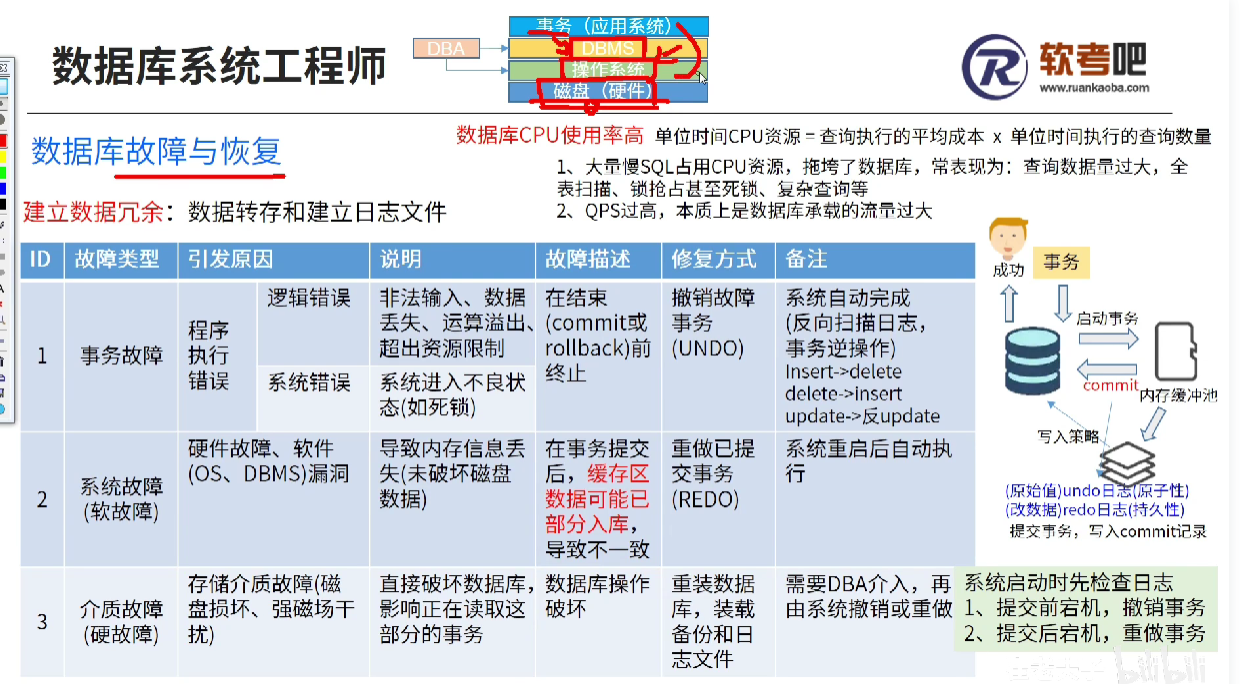 事务（应用系统）
DBA
DBMS
操作系统
磁盘（硬件）
数据库系统工程师
软考吧
www.ruankaoba.com
数据库故障与恢复
数据库CPU使用率高 单位时间CPU资源 = 查询执行的平均成本 x 单位时间执行的查询数量
1、大量慢SQL占用CPU资源，拖垮了数据库，常表现为：查询数据量过大，全
表扫描、锁抢占甚至死锁、复杂查询等
2、QPS过高，本质上是数据库承载的流量过大
建立数据冗余：数据转存和建立日志文件
ID 故障类型 引发原因 说明 故障描述 修复方式 备注
1
事务故障
程序
执行
错误
逻辑错误
非法输入、数据
丢失、运算溢出、
超出资源限制
系统错误
系统进入不良状
态(如死锁)
在结束
(commit或
rollback)前
终止
撤销故障
事务
(UNDO)
系统自动完成
(反向扫描日志，
事务逆操作)
Insert->delete
delete->insert
update->反update
2
系统故障
(软故障)
硬件故障、软件
(OS、DBMS)漏洞
导致内存信息丢
失(未破坏磁盘
数据)
在事务提交
后，缓存区
数据可能已
部分入库，
导致不一致
重做已提
交事务
(REDO)
系统重启后自动执
行
3
介质故障
(硬故障)
存储介质故障(磁
盘损坏、强磁场干
扰)
直接破坏数据库，
影响正在读取这
部分的事务
数据库操作
破坏
重装数据
库，装载
备份和日
志文件
需要DBA介入，再
由系统撤销或重做
成功
事务
启动事务
commit
内存缓冲池
写入策略
(原始值)undo日志(原子性)
(改数据)redo日志(持久性)
提交事务，写入commit记录
系统启动时先检查日志
1、提交前宕机，撤销事务
2、提交后宕机，重做事务
bilibili